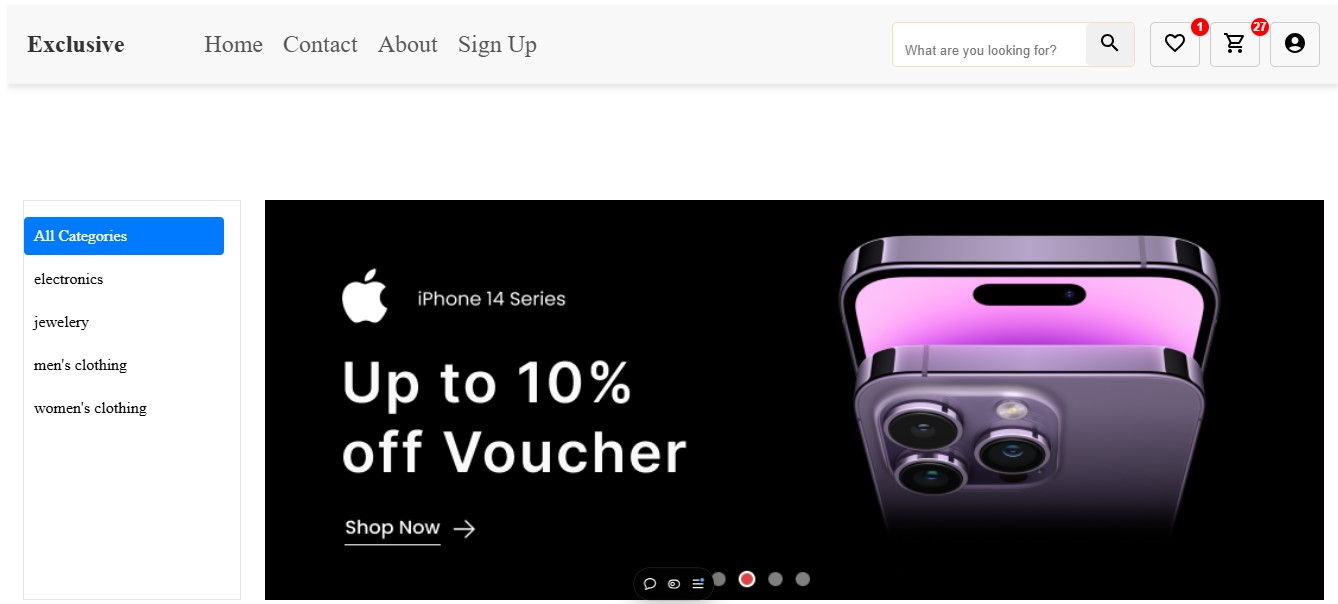 Exclusive
Home Contact About Sign Up
What are you looking for?
1
27
All Categories
electronics
jewelery
men's clothing
women's clothing
iPhone 14 Series
Up to 10%
off Voucher
Shop Now